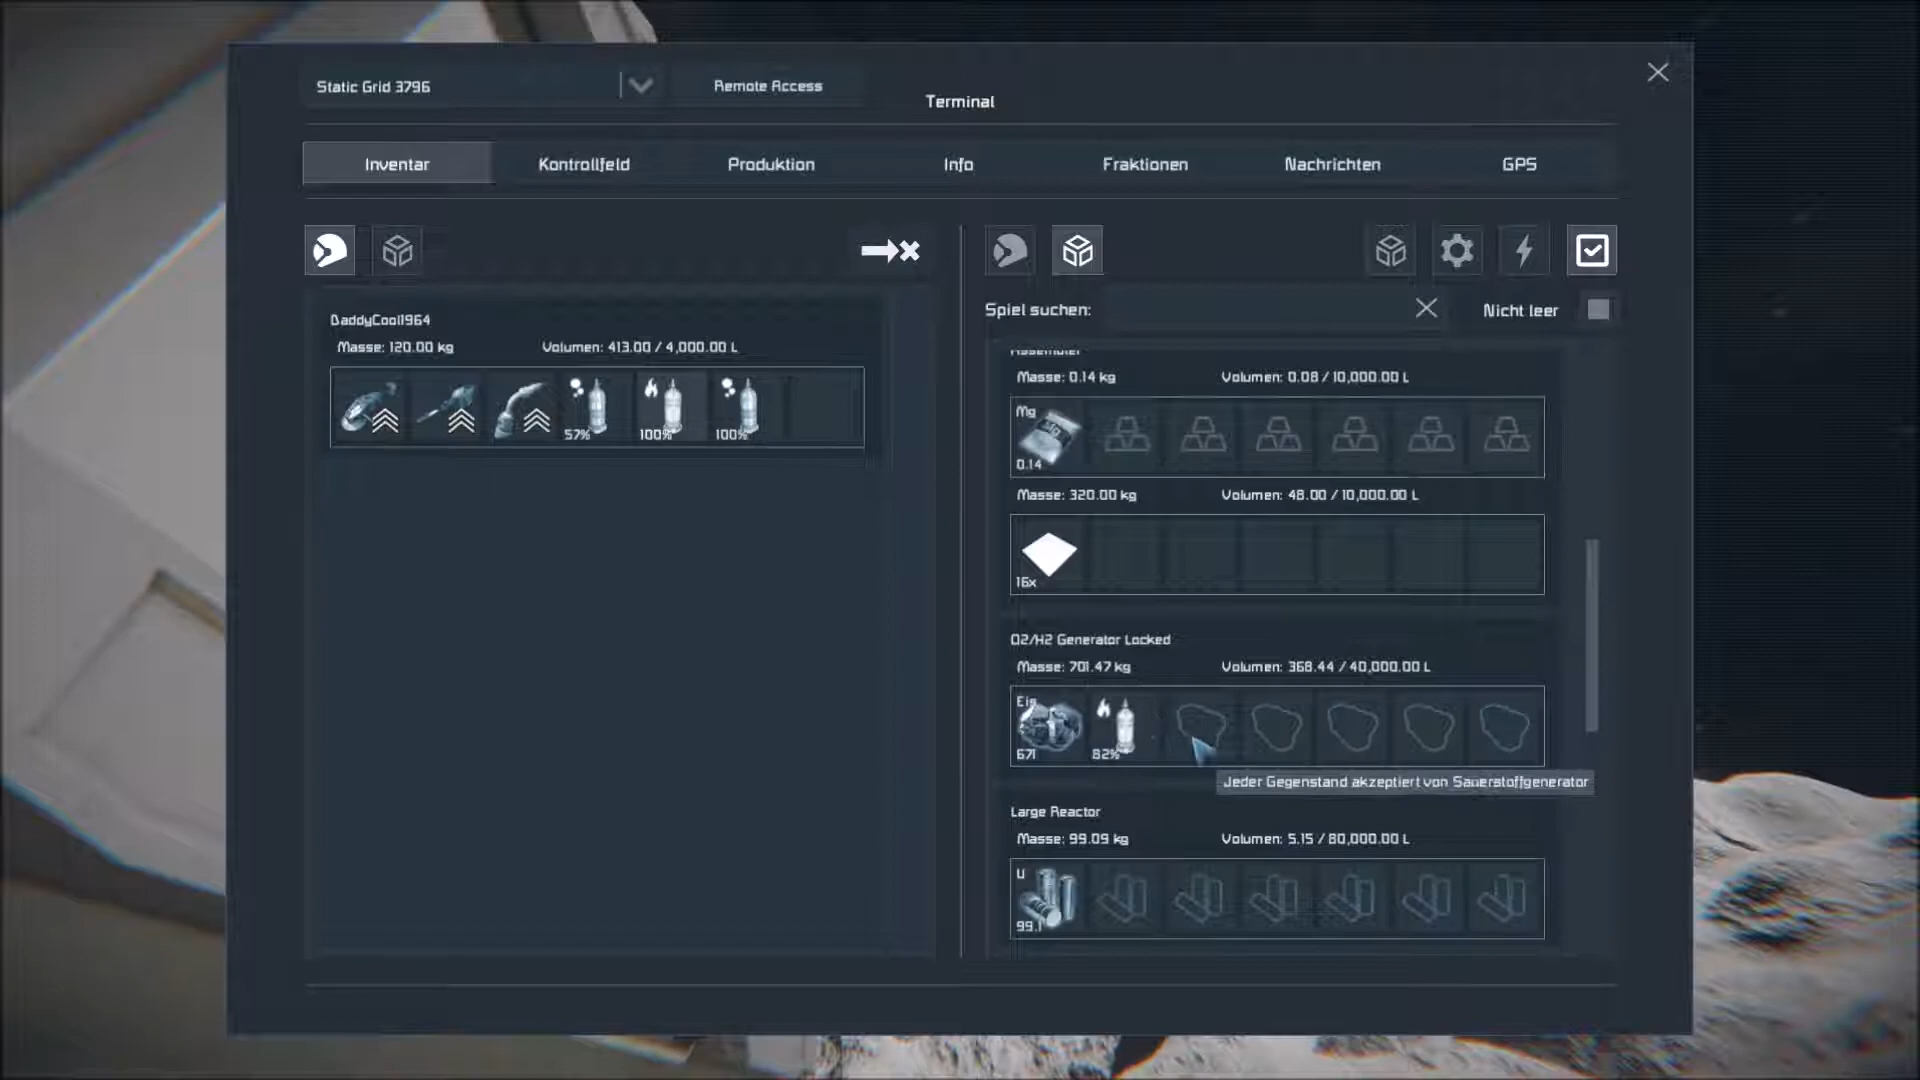 Static Grid 3796
Remote Access
Terminal
Inventar
Kontrollfeld
Produktion
Info
Fraktionen
Nachrichten
GPS
Spiel suchen:
Nicht leer
DaddyCool1964
Masse: 120.00 kg
Volumen: 413.00 / 4,000.00 L
57%
100%
100%
Assembler
Masse: 0.14 kg
Volumen: 0.08 / 10,000.00 L
Mg
0.14
Masse: 320.00 kg
Volumen: 48.00 / 10,000.00 L
16x
O2/H2 Generator Locked
Masse: 701.47 kg
Volumen: 368.44 / 40,000.00 L
Eis
671
82%
Jeder Gegenstand akzeptiert von Sauerstoffgenerator
Large Reactor
Masse: 99.09 kg
Volumen: 5.15 / 80,000.00 L
U
99.1